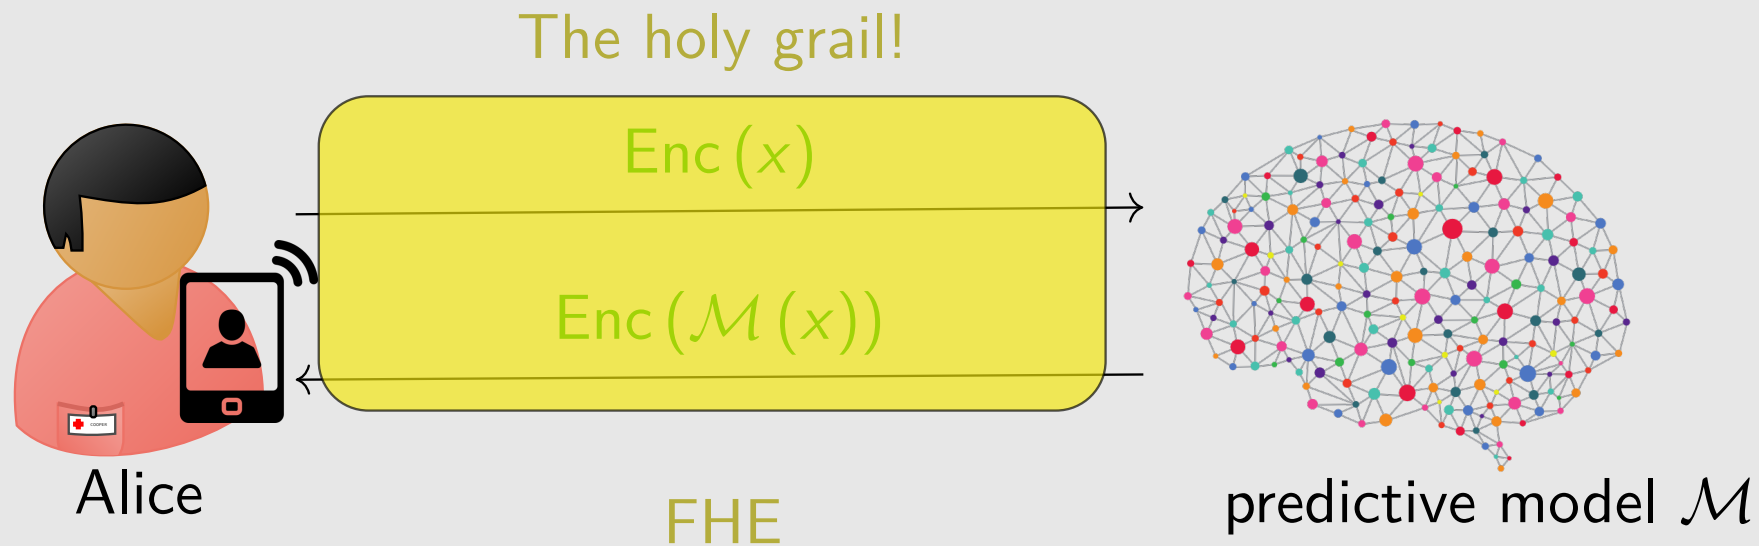 The holy grail!
Enc (x)
Enc (ℳ (x))
Alice
FHE
predictive model ℳ